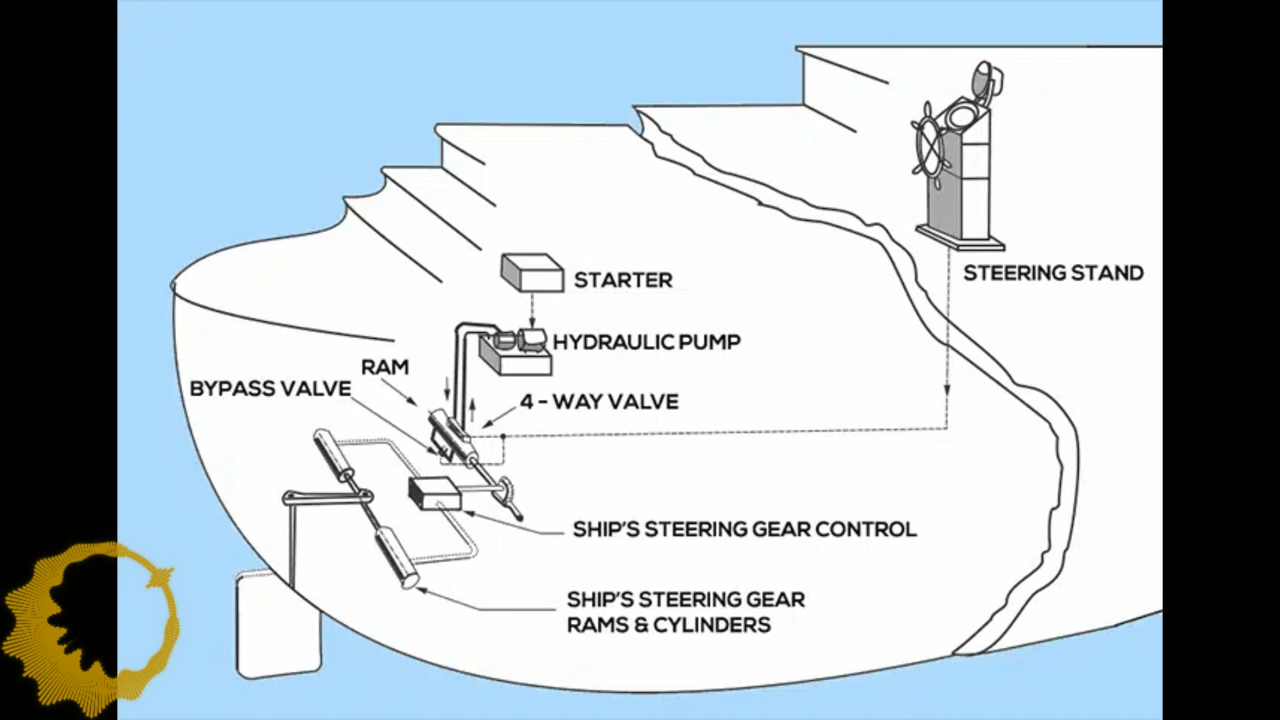 STEERING STAND
STARTER
HYDRAULIC PUMP
RAM
BYPASS VALVE
4 - WAY VALVE
SHIP'S STEERING GEAR CONTROL
SHIP'S STEERING GEAR
RAMS & CYLINDERS